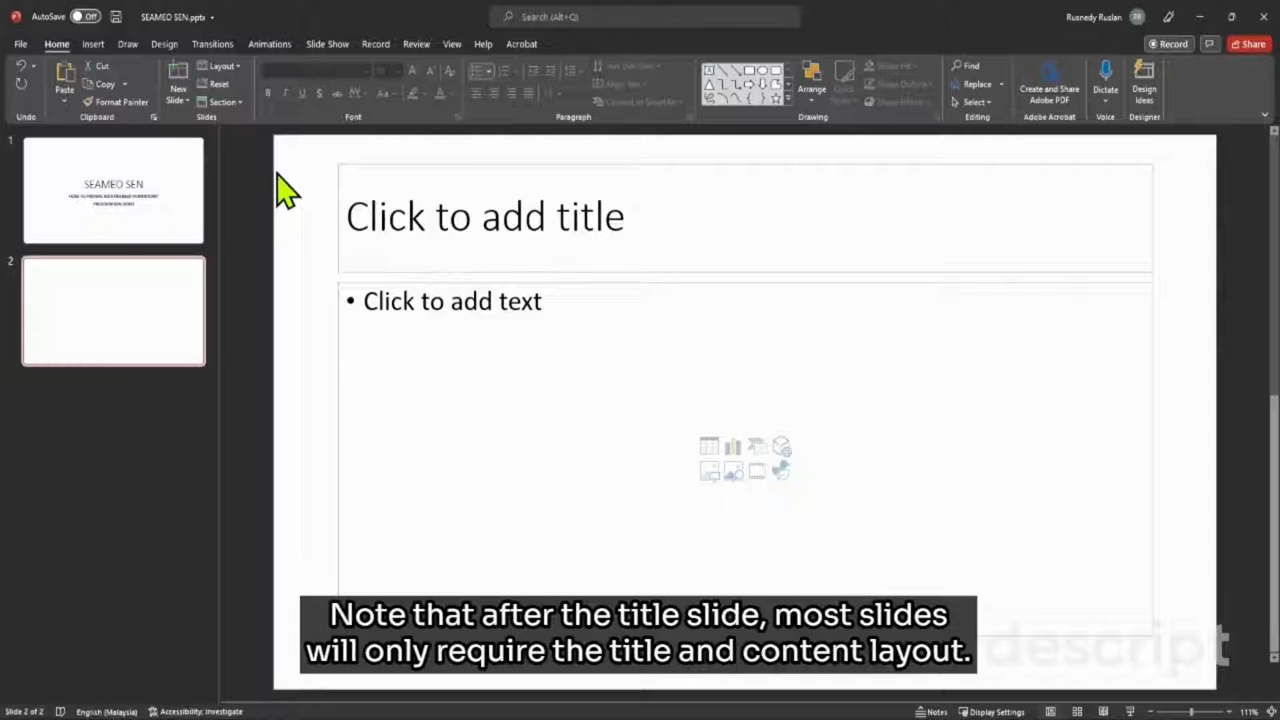 AutoSave Off SEAMEO SEN.pptx Search (Alt+Q) Rusnedy Ruslan RR
File Home Insert Draw Design Transitions Animations Slide Show Record Review View Help Acrobat Record Share
Cut Layout Find
Paste Copy New Slide Reset Arrange Replace Create and Share Adobe PDF Dictate Design Ideas
Format Painter Section Select
Undo Clipboard Slides Font Paragraph Drawing Editing Adobe Acrobat Voice Designer
1
SEAMEO SEN
2
Click to add title
• Click to add text
Note that after the title slide, most slides
will only require the title and content layout.
descript
Slide 2 of 2 English (Malaysia) Accessibility: Investigate Notes Display Settings 111%